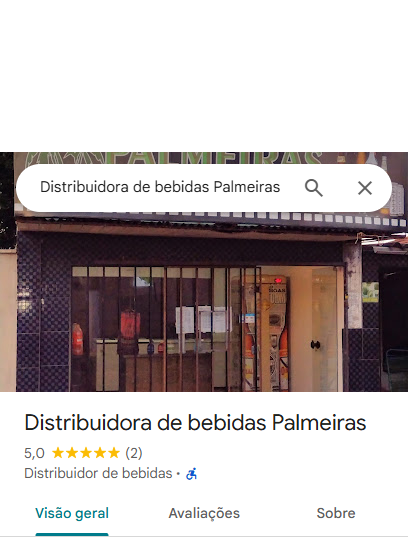 PALMEIRAS
Distribuidora de bebidas Palmeiras
Distribuidora de bebidas Palmeiras
5,0 (2)
Distribuidor de bebidas ·
Visão geral
Avaliações
Sobre